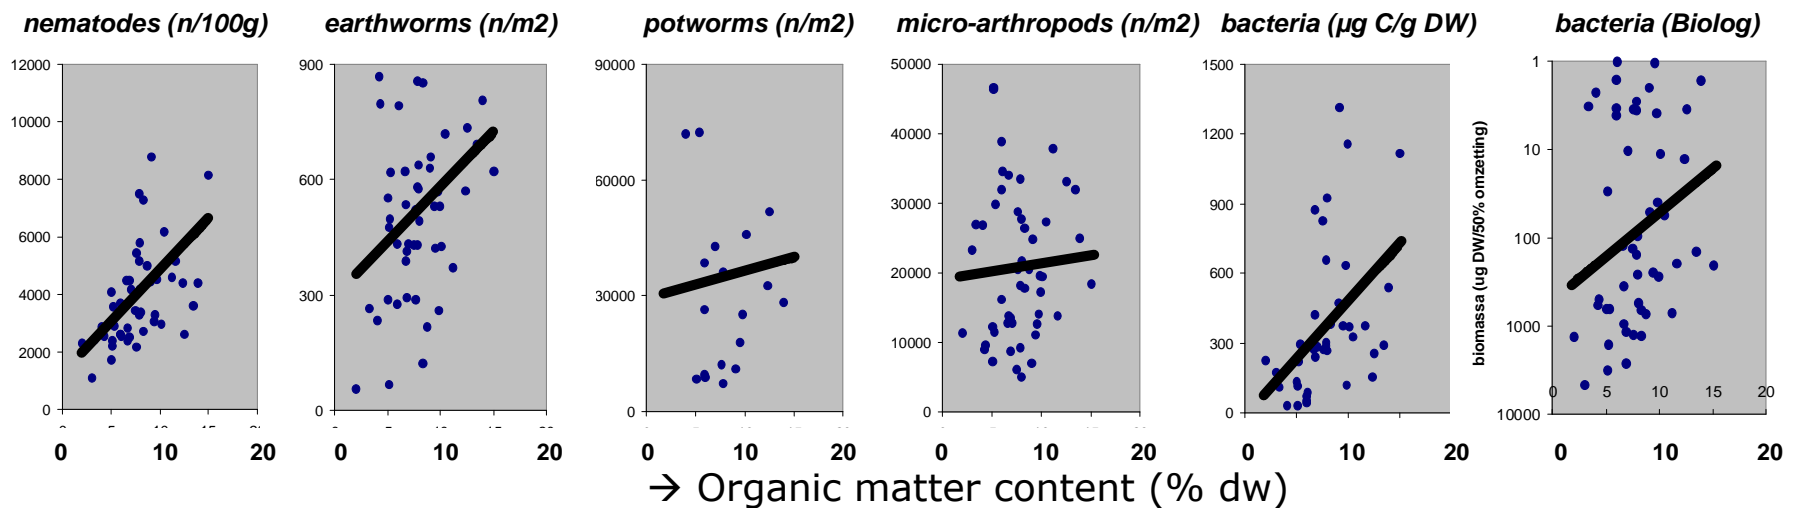 nematodes (n/100g) earthworms (n/m2) potworms (n/m2) micro-arthropods (n/m2) bacteria (µg C/g DW) bacteria (Biolog)
12000 900 90000 50000 1500 1
10000
8000 600 60000 40000 1200 10
6000 30000 900 100
4000 300 30000 20000 600 1000
2000 10000 300
0 0 0 0 0 10000
biomassa (ug DW/50% omzetting)
0 5 10 15 20
0 10 20 0 10 20 0 10 20 0 10 20 0 10 20 0 10 20
→ Organic matter content (% dw)